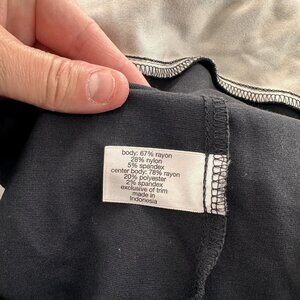 body: 67% rayon
28% nylon
5% spandex
center body: 78% rayon
20% polyester
2% spandex
exclusive of trim
made in
Indonesia